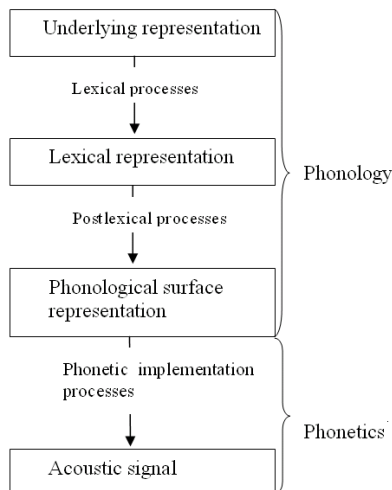 Underlying representation
Lexical processes
Lexical representation
Phonology
Postlexical processes
Phonological surface
representation
Phonetic implementation
processes
Phonetics
Acoustic signal